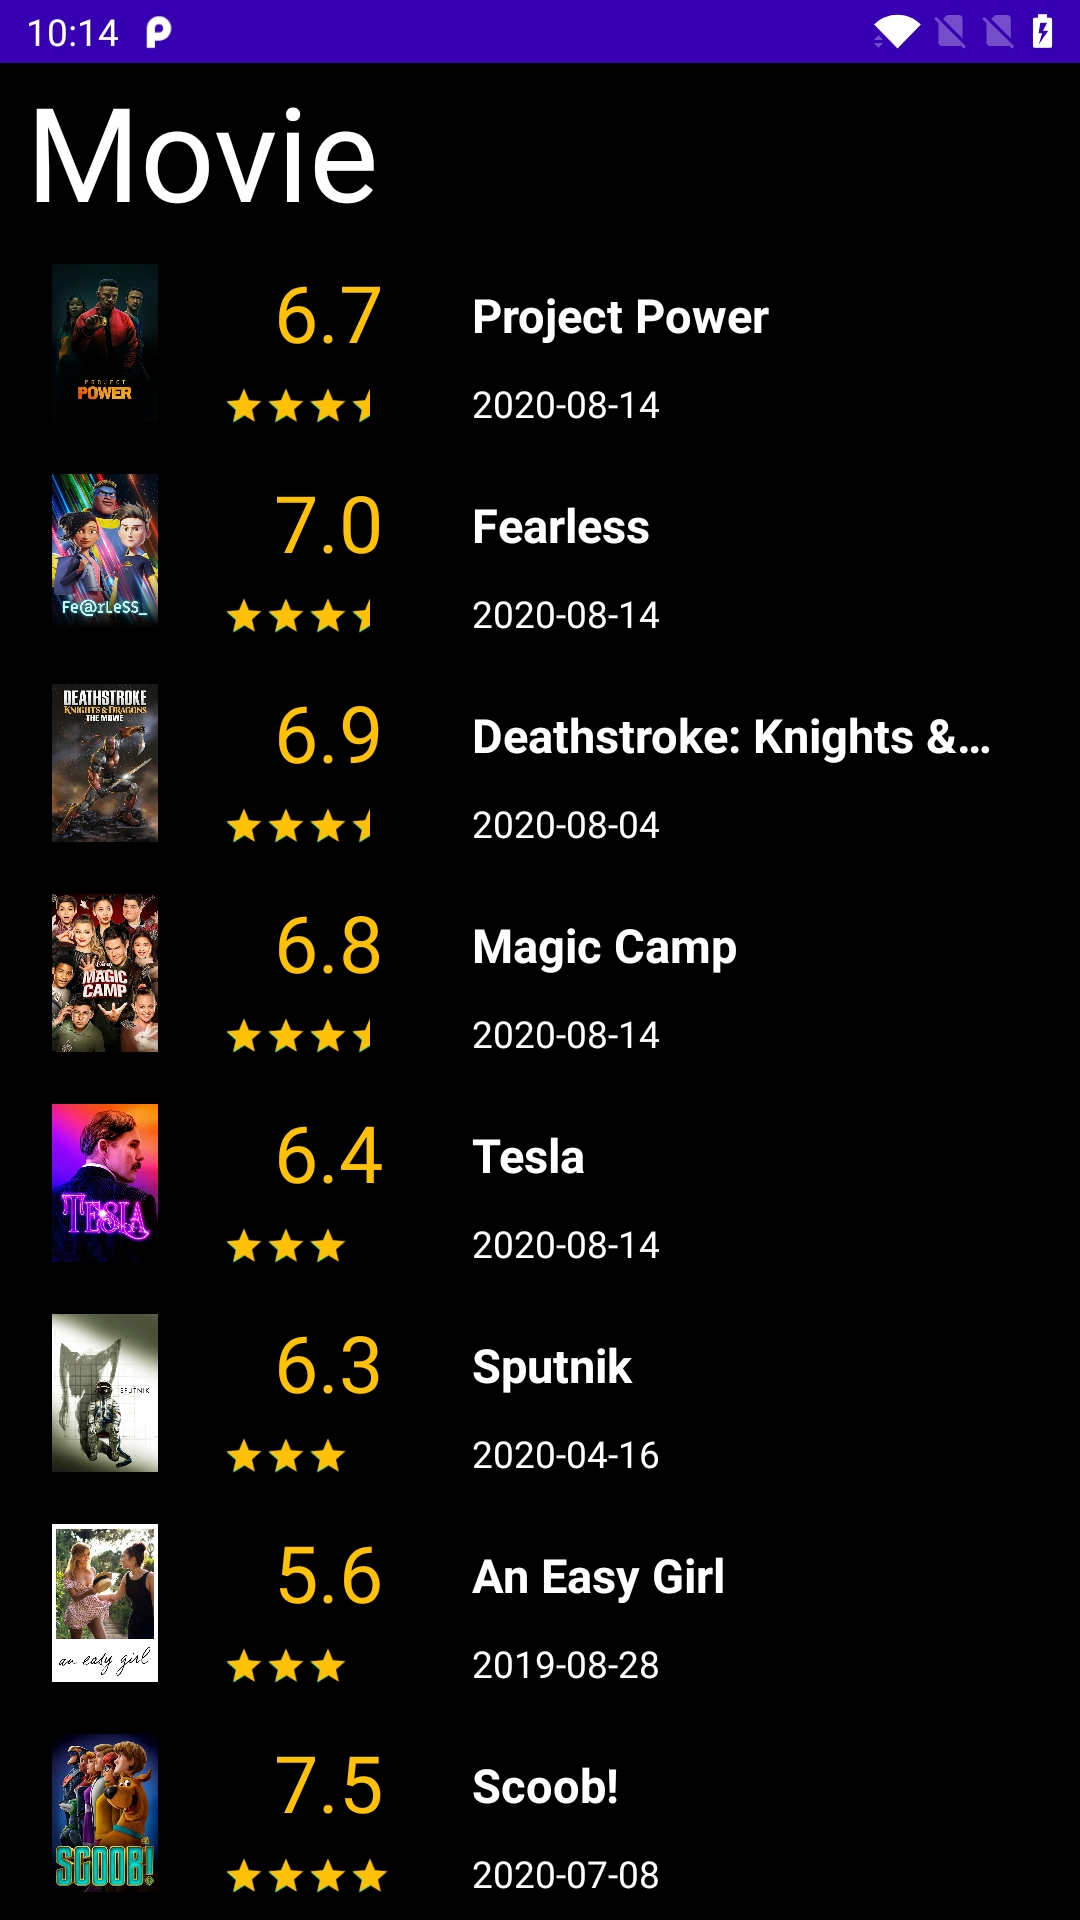 10:14
Movie
PROJECT
POWER
6.7
Project Power
2020-08-14
Fe@rLeSS_
7.0
Fearless
2020-08-14
DEATHSTROKE
KNIGHTS & DRAGONS
THE MOVIE
6.9
Deathstroke: Knights &...
2020-08-04
MAGIC
CAMP
6.8
Magic Camp
2020-08-14
TESLA
6.4
Tesla
2020-08-14
SPUTNIK
6.3
Sputnik
2020-04-16
an easy girl
5.6
An Easy Girl
2019-08-28
SCOOB!
7.5
Scoob!
2020-07-08